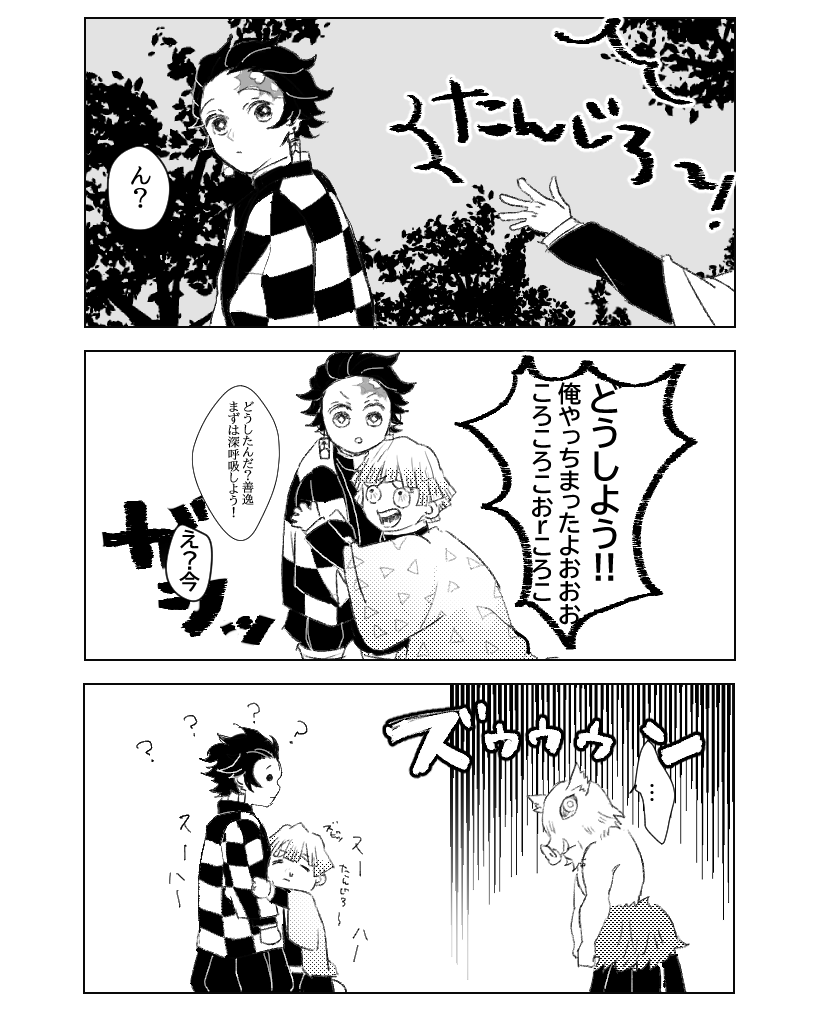 たんじろ〜!
ん?
どうしよう!!
俺やっちまったよおおお
ころころこおrころこ
どうしたんだ?善逸
まずは深呼吸しよう!
ガシッッ
え?今
ズゥゥゥゥン
…
? ? ? ?
スー
たんじろ〜
ハー
スーハー